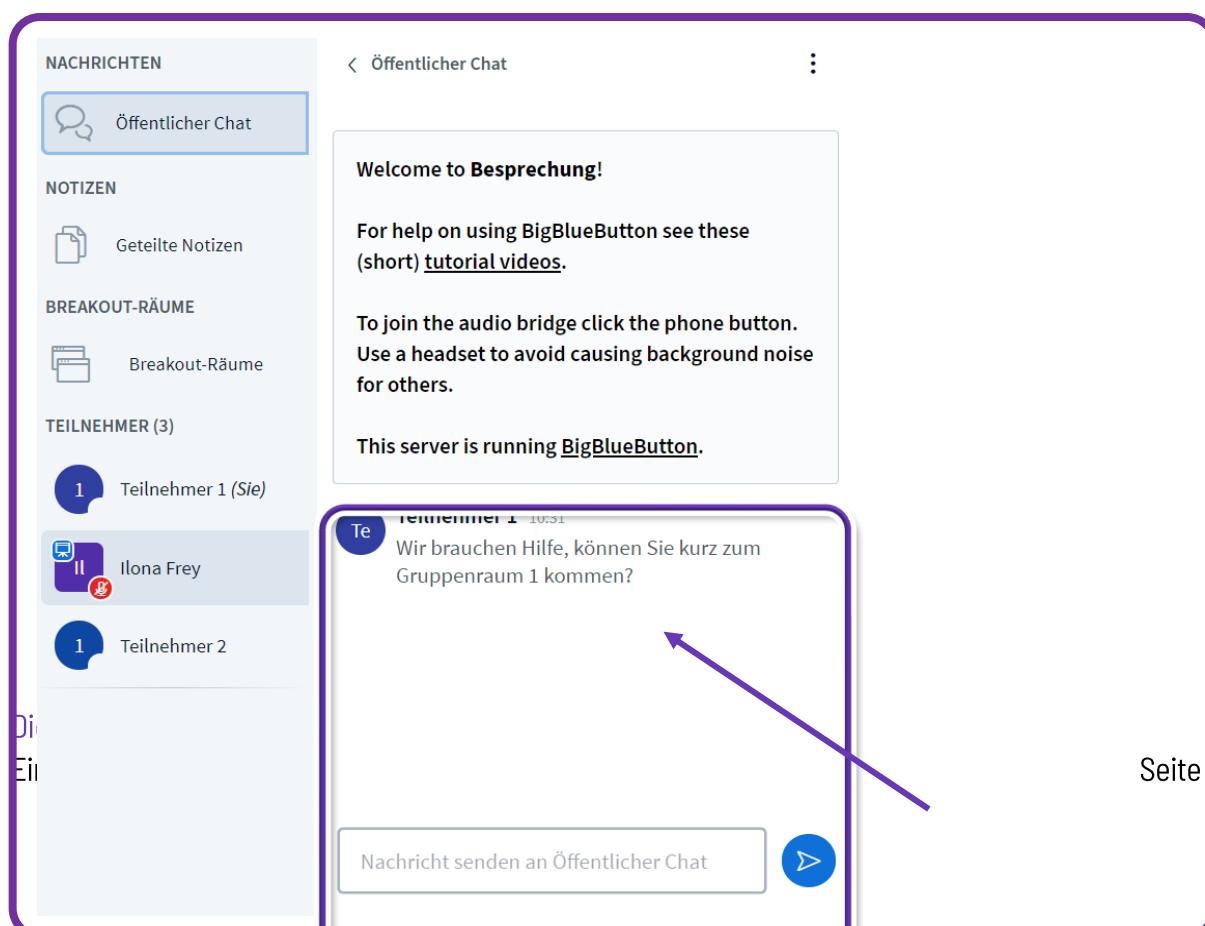 NACHRICHTEN
Öffentlicher Chat
NOTIZEN
Geteilte Notizen
BREAKOUT-RÄUME
Breakout-Räume
TEILNEHMER (3)
1 Teilnehmer 1 (Sie)
Il Ilona Frey
1 Teilnehmer 2
Öffentlicher Chat
Welcome to Besprechung!
For help on using BigBlueButton see these
(short) tutorial videos.
To join the audio bridge click the phone button.
Use a headset to avoid causing background noise
for others.
This server is running BigBlueButton.
Te Teilnehmer 1 10:31
Wir brauchen Hilfe, können Sie kurz zum
Gruppenraum 1 kommen?
Nachricht senden an Öffentlicher Chat
Seite